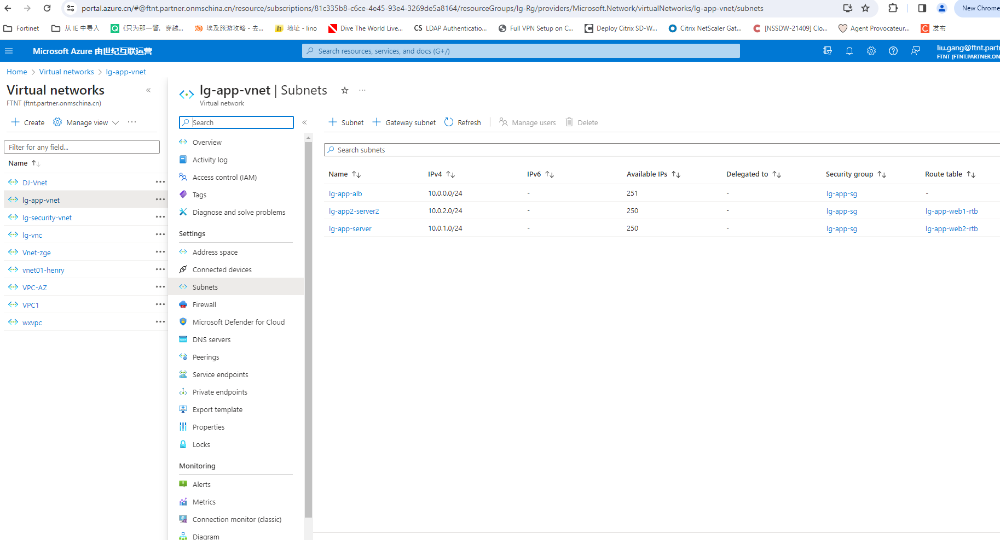 portal.azure.cn/#@ftnt.partner.onmschina.cn/resource/subscriptions/81c335b8-c6ce-4e45-93e4-3269de5a8164/resourceGroups/lg-Rg/providers/Microsoft.Network/virtualNetworks/lg-app-vnet/subnets
New Chrome
Fortinet
从 IE 中导入
《只为那一瞥，穿越...
埃及旅游攻略 - 去...
地址 - lino
Dive The World Live...
CS LDAP Authenticatio...
Full VPN Setup on C...
Deploy Citrix SD-W...
Citrix NetScaler Gat...
[NSSDW-21409] Clo...
Agent Provocateur...
发布
Microsoft Azure 由世纪互联运营
Search resources, services, and docs (G+/)
liu.gang@ftnt.part
FTNT (FTNT.PARTNER.ON
Home > Virtual networks > lg-app-vnet
Virtual networks
FTNT (ftnt.partner.onmschina.cn)
Create
Manage view
Filter for any field...
Name
DJ-Vnet
lg-app-vnet
lg-security-vnet
lg-vnc
Vnet-zge
vnet01-henry
VPC-AZ
VPC1
wxvpc
lg-app-vnet | Subnets
Virtual network
Search
Overview
Activity log
Access control (IAM)
Tags
Diagnose and solve problems
Settings
Address space
Connected devices
Subnets
Firewall
Microsoft Defender for Cloud
DNS servers
Peerings
Service endpoints
Private endpoints
Export template
Properties
Locks
Monitoring
Alerts
Metrics
Connection monitor (classic)
Diagram
Subnet
Gateway subnet
Refresh
Manage users
Delete
Search subnets
Name IPv4 IPv6 Available IPs Delegated to Security group Route table
lg-app-alb 10.0.0.0/24 - 251 - lg-app-sg -
lg-app2-server2 10.0.2.0/24 - 250 - lg-app-sg lg-app-web1-rtb
lg-app-server 10.0.1.0/24 - 250 - lg-app-sg lg-app-web2-rtb